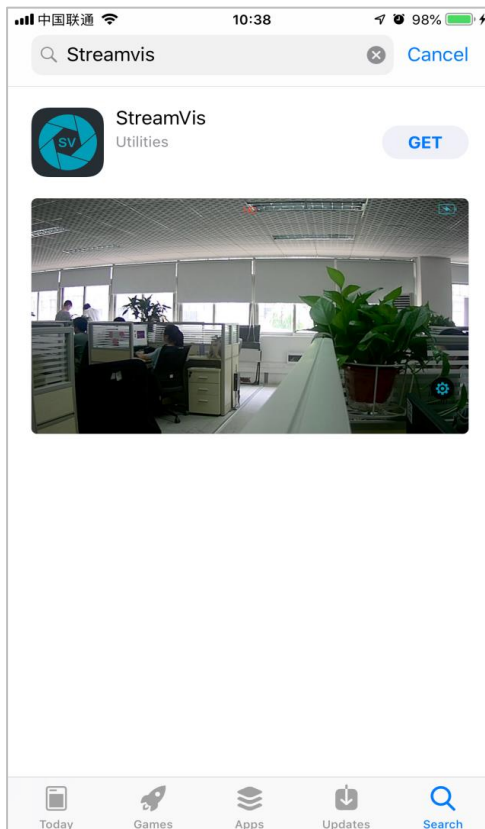 中国联通 10:38 98%
Streamvis Cancel
StreamVis
Utilities
GET
SV
Today Games Apps Updates Search